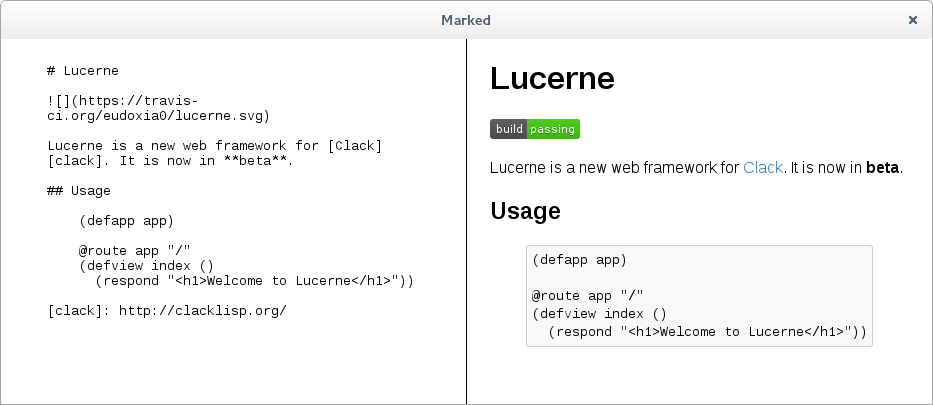 Marked
# Lucerne
![](https://travis-
ci.org/eudoxia0/lucerne.svg)
Lucerne is a new web framework for [Clack]
[clack]. It is now in **beta**.
## Usage
(defapp app)
@route app "/"
(defview index ()
(respond "<h1>Welcome to Lucerne</h1>"))
[clack]: http://clacklisp.org/
Lucerne
build passing
Lucerne is a new web framework for Clack. It is now in beta.
Usage
(defapp app)
@route app "/"
(defview index ()
(respond "<h1>Welcome to Lucerne</h1>"))